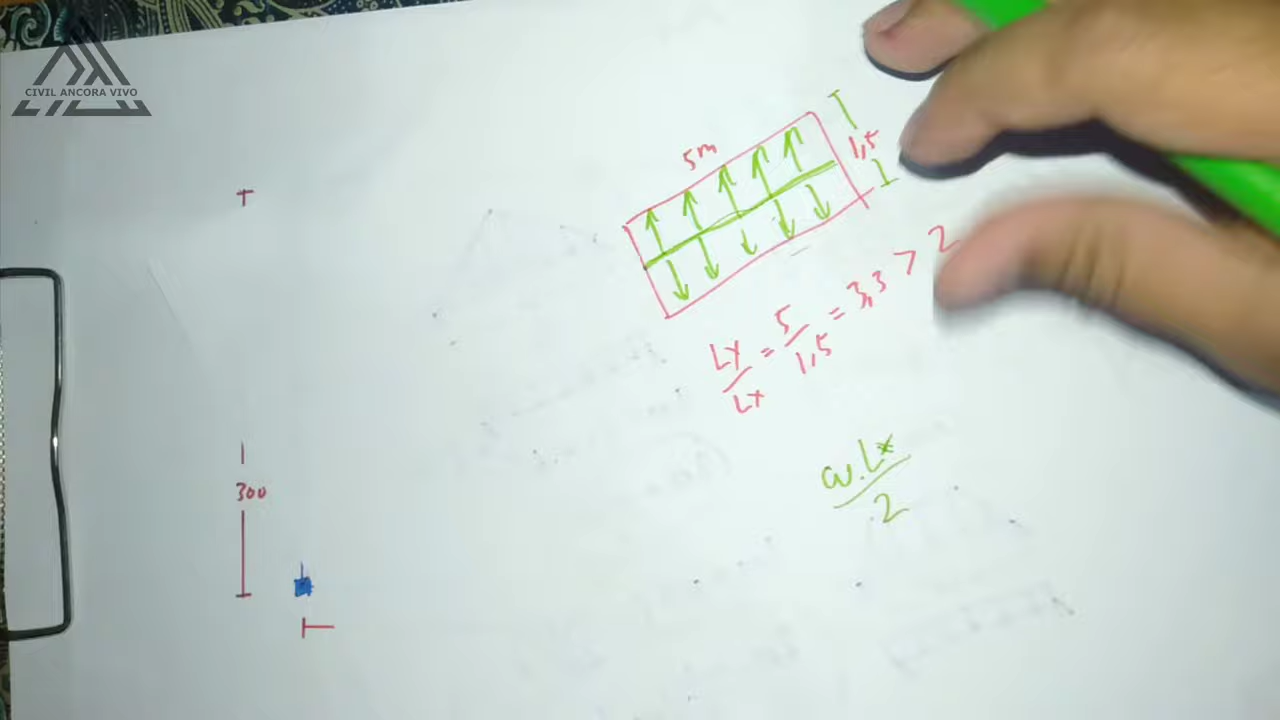 CIVIL ANCORA VIVO
5m
1,5
Ly/Lx = 5/1,5 = 3,3 > 2
w.Lx/2
300